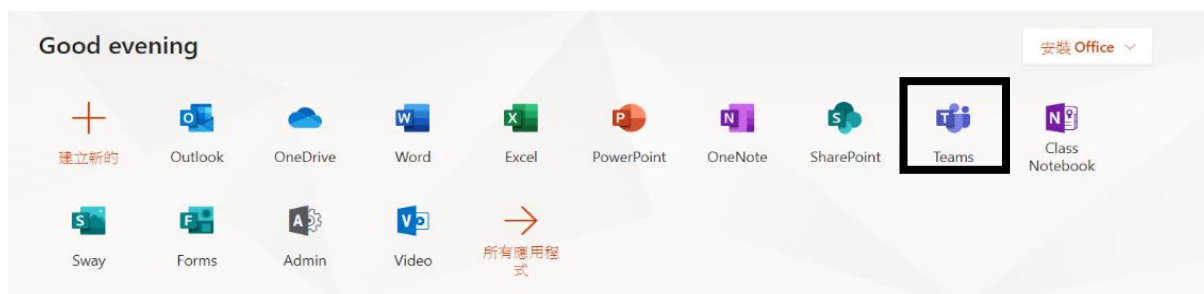 Good evening
安裝 Office
建立新的
Outlook
OneDrive
Word
Excel
PowerPoint
OneNote
SharePoint
Teams
Class
Notebook
Sway
Forms
Admin
Video
所有應用程
式